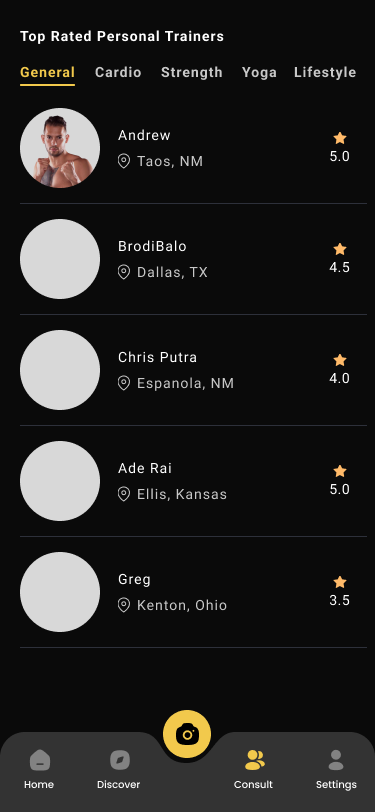 Top Rated Personal Trainers
General Cardio Strength Yoga Lifestyle
Andrew
Taos, NM
5.0
BrodiBalo
Dallas, TX
4.5
Chris Putra
Espanola, NM
4.0
Ade Rai
Ellis, Kansas
5.0
Greg
Kenton, Ohio
3.5
Home Discover Consult Settings